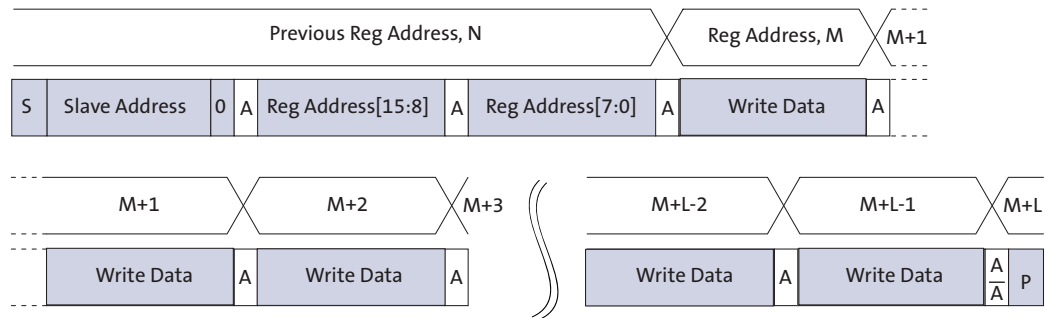 Previous Reg Address, N Reg Address, M M+1
S Slave Address 0 A Reg Address[15:8] A Reg Address[7:0] A Write Data A
M+1 M+2 M+3 M+L-2 M+L-1 M+L
Write Data A Write Data A Write Data A Write Data A P
A